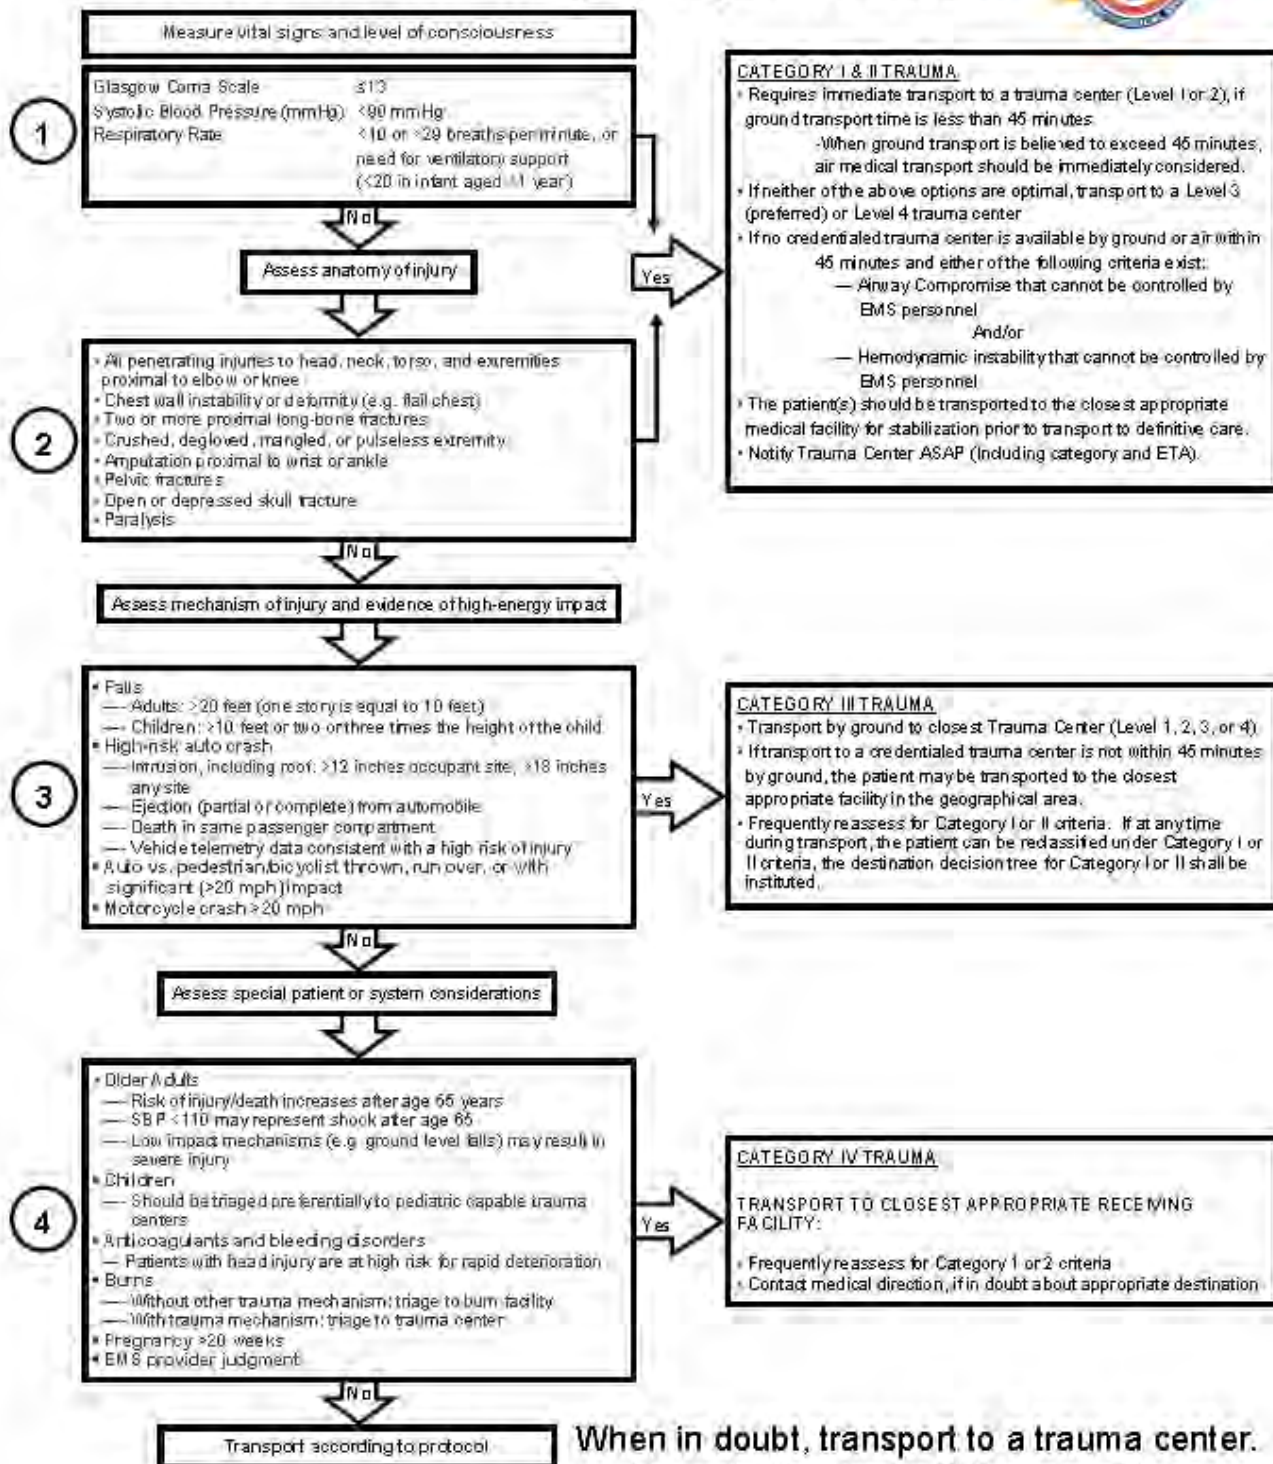 Measure vital signs and level of consciousness
1
Glasgow Coma Scale ≤13
Systolic Blood Pressure (mmHg) <90 mmHg
Respiratory Rate <10 or >29 breaths per minute, or
need for ventilatory support
(<20 in infant aged <1 year)
No
Assess anatomy of injury
Yes
CATEGORY I & II TRAUMA
• Requires immediate transport to a trauma center (Level I or 2), if
ground transport time is less than 45 minutes
-When ground transport is believed to exceed 45 minutes,
air medical transport should be immediately considered.
• If neither of the above options are optimal, transport to a Level 3
(preferred) or Level 4 trauma center
• If no credentialed trauma center is available by ground or air within
45 minutes and either of the following criteria exist:
— Airway Compromise that cannot be controlled by
EMS personnel
And/or
— Hemodynamic instability that cannot be controlled by
EMS personnel
• The patient(s) should be transported to the closest appropriate
medical facility for stabilization prior to transport to definitive care.
• Notify Trauma Center ASAP (Including category and ETA).
2
• All penetrating injuries to head, neck, torso, and extremities
proximal to elbow or knee
• Chest wall instability or deformity (e.g. flail chest)
• Two or more proximal long-bone fractures
• Crushed, degloved, mangled, or pulseless extremity
• Amputation proximal to wrist or ankle
• Pelvic fractures
• Open or depressed skull fracture
• Paralysis
No
Assess mechanism of injury and evidence of high-energy impact
3
• Falls
— Adults: >20 feet (one story is equal to 10 feet)
— Children: >10 feet or two or three times the height of the child
• High-risk auto crash
— Intrusion, including roof: >12 inches occupant site; >18 inches
any site
— Ejection (partial or complete) from automobile
— Death in same passenger compartment
— Vehicle telemetry data consistent with a high risk of injury
• Auto vs. pedestrian/bicyclist thrown, run over, or with
significant (>20 mph) impact
• Motorcycle crash >20 mph
Yes
CATEGORY III TRAUMA
• Transport by ground to closest Trauma Center (Level 1, 2, 3, or 4)
• If transport to a credentialed trauma center is not within 45 minutes
by ground, the patient may be transported to the closest
appropriate facility in the geographical area.
• Frequently reassess for Category I or II criteria. If at any time
during transport, the patient can be reclassified under Category I or
II criteria, the destination decision tree for Category I or II shall be
instituted.
No
Assess special patient or system considerations
4
• Older Adults
— Risk of injury/death increases after age 55 years
— SBP <110 may represent shock after age 65
— Low impact mechanisms (e.g. ground level falls) may result in
severe injury
• Children
— Should be triaged preferentially to pediatric capable trauma
centers
• Anticoagulants and bleeding disorders
— Patients with head injury are at high risk for rapid deterioration
• Burns
— Without other trauma mechanism: triage to burn facility
— With trauma mechanism: triage to trauma center
• Pregnancy >20 weeks
• EMS provider judgment
Yes
CATEGORY IV TRAUMA
TRANSPORT TO CLOSEST APPROPRIATE RECEIVING
FACILITY:
• Frequently reassess for Category 1 or 2 criteria
• Contact medical direction, if in doubt about appropriate destination
No
Transport according to protocol
When in doubt, transport to a trauma center.